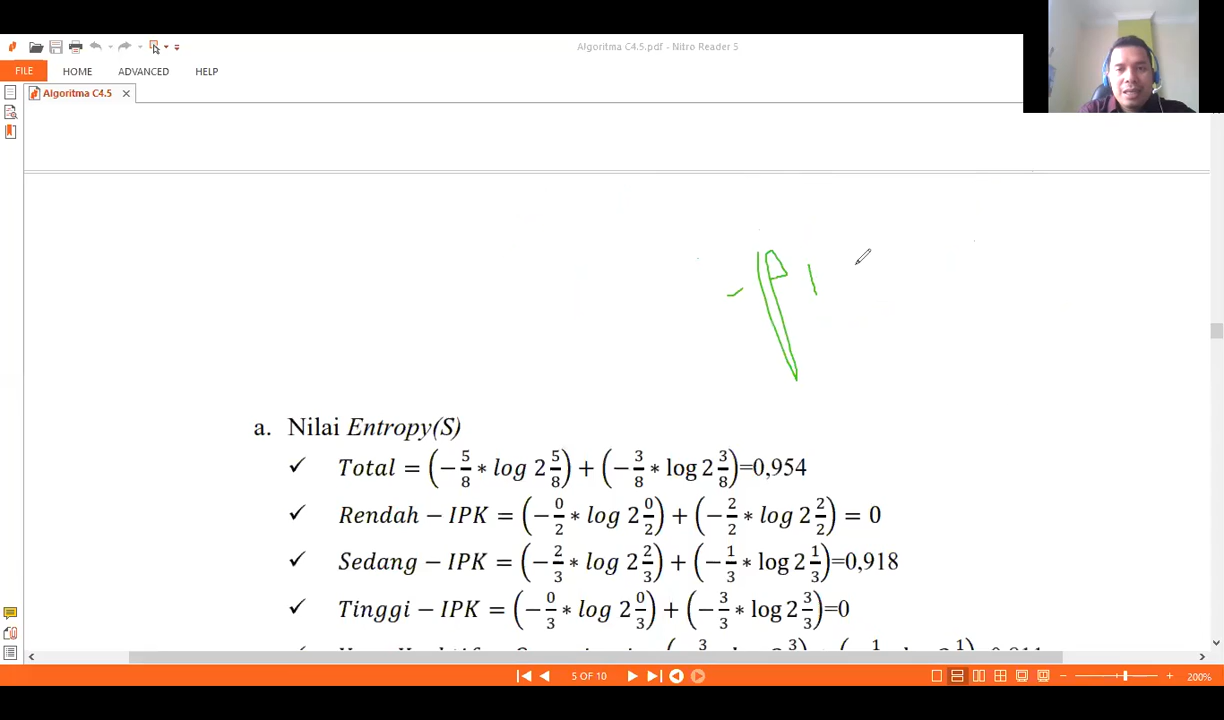 Algoritma C4.5.pdf - Nitro Reader 5
FILE HOME ADVANCED HELP
Algoritma C4.5
- P 1
a. Nilai Entropy(S)
✓ Total = (−5/8 ∗ log 2 5/8) + (−3/8 ∗ log 2 3/8)=0,954
✓ Rendah − IPK = (−0/2 ∗ log 2 0/2) + (−2/2 ∗ log 2 2/2) = 0
✓ Sedang − IPK = (−2/3 ∗ log 2 2/3) + (−1/3 ∗ log 2 1/3)=0,918
✓ Tinggi − IPK = (−0/3 ∗ log 2 0/3) + (−3/3 ∗ log 2 3/3)=0
5 OF 10
200%